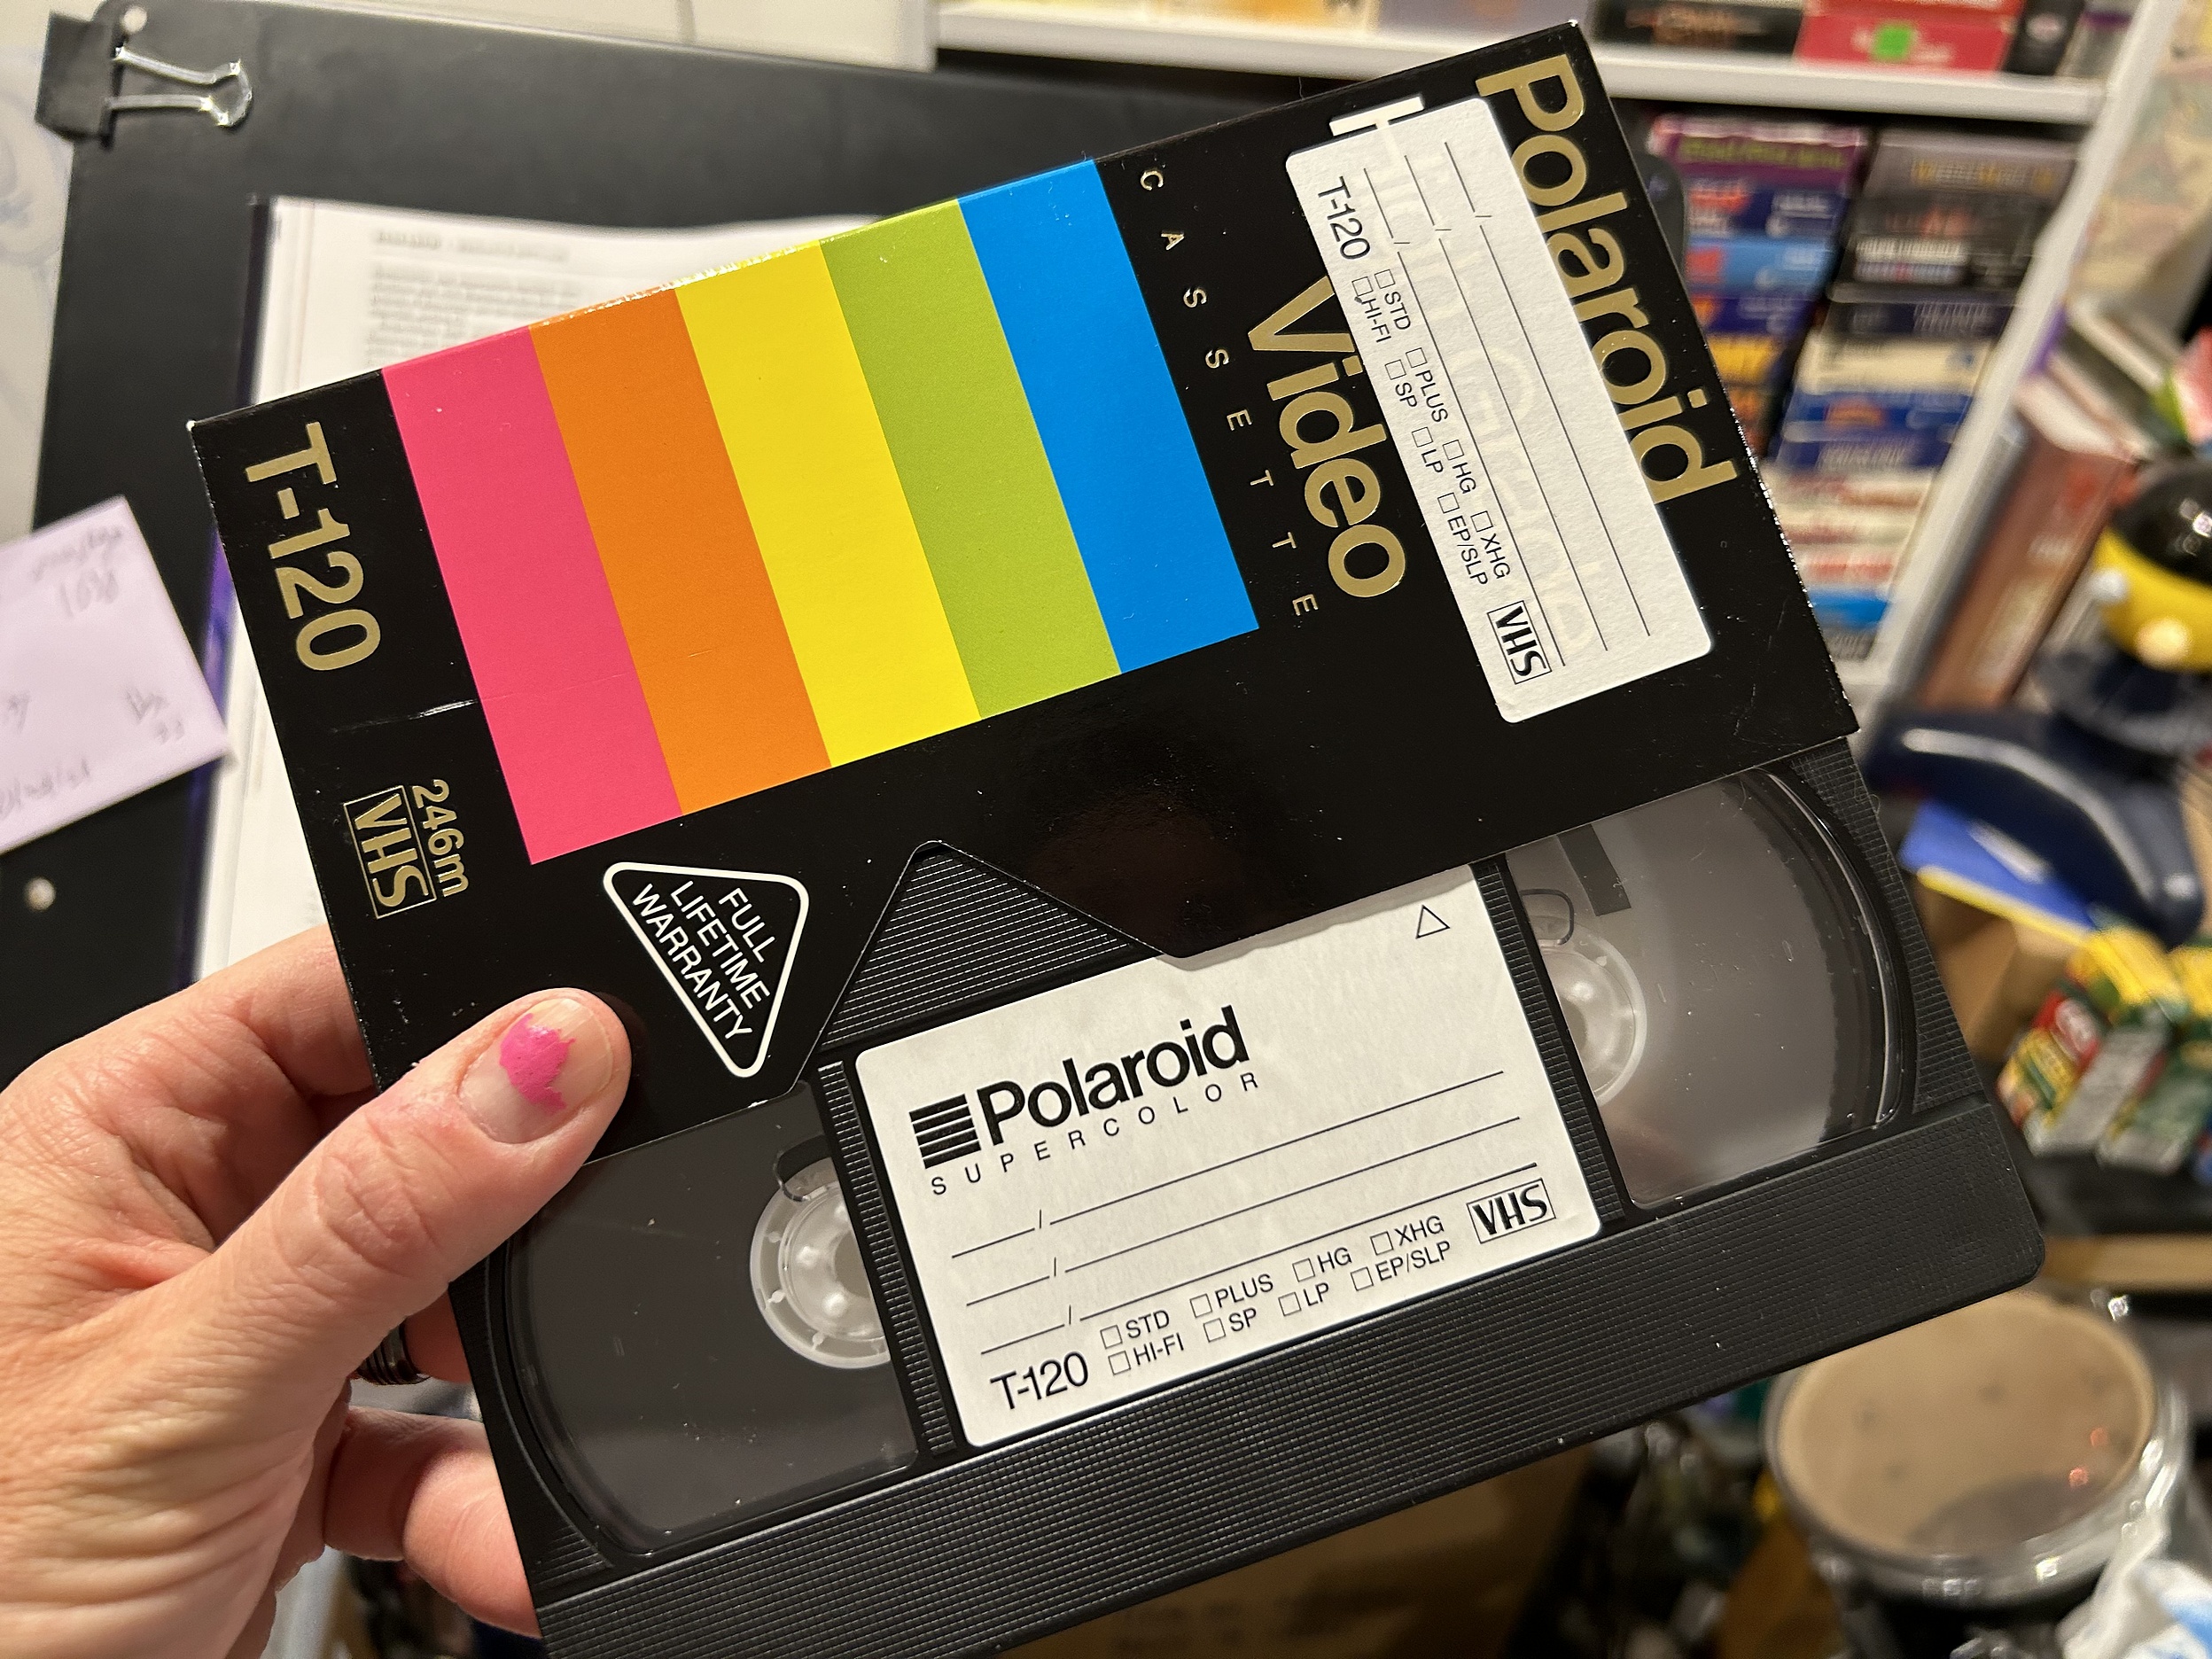 Polaroid
T-120
☐STD ☐PLUS ☐HG ☐XHG
☐HI-FI ☐SP ☐LP ☐EP/SLP
VHS
Video
CASSETTE
T-120
246m
VHS
FULL
LIFETIME
WARRANTY
Polaroid
SUPERCOLOR
T-120
☐STD ☐PLUS ☐HG ☐XHG
☐HI-FI ☐SP ☐LP ☐EP/SLP
VHS